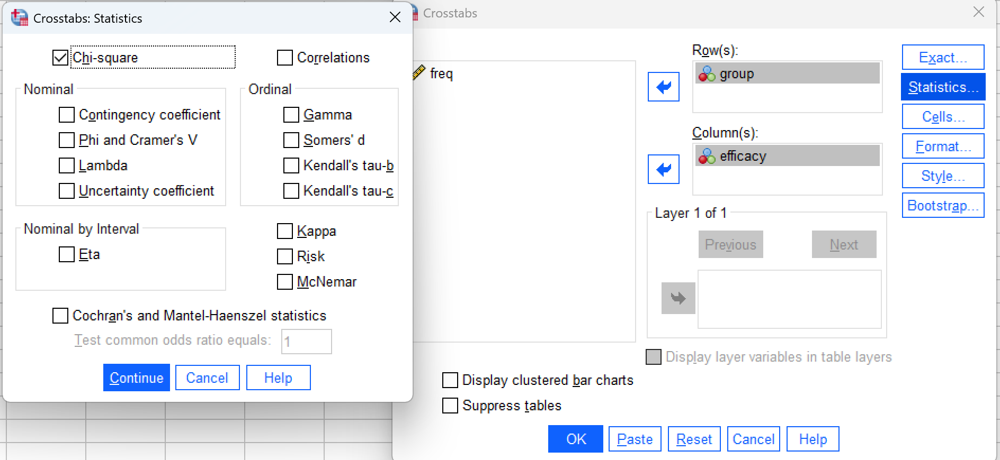 Crosstabs: Statistics
Chi-square
Correlations
Nominal
Contingency coefficient
Phi and Cramer's V
Lambda
Uncertainty coefficient
Ordinal
Gamma
Somers' d
Kendall's tau-b
Kendall's tau-c
Nominal by Interval
Eta
Kappa
Risk
McNemar
Cochran's and Mantel-Haenszel statistics
Test common odds ratio equals: 1
Continue Cancel Help
Crosstabs
freq
Row(s):
group
Column(s):
efficacy
Layer 1 of 1
Previous Next
Display layer variables in table layers
Exact...
Statistics...
Cells...
Format...
Style...
Bootstrap...
Display clustered bar charts
Suppress tables
OK Paste Reset Cancel Help